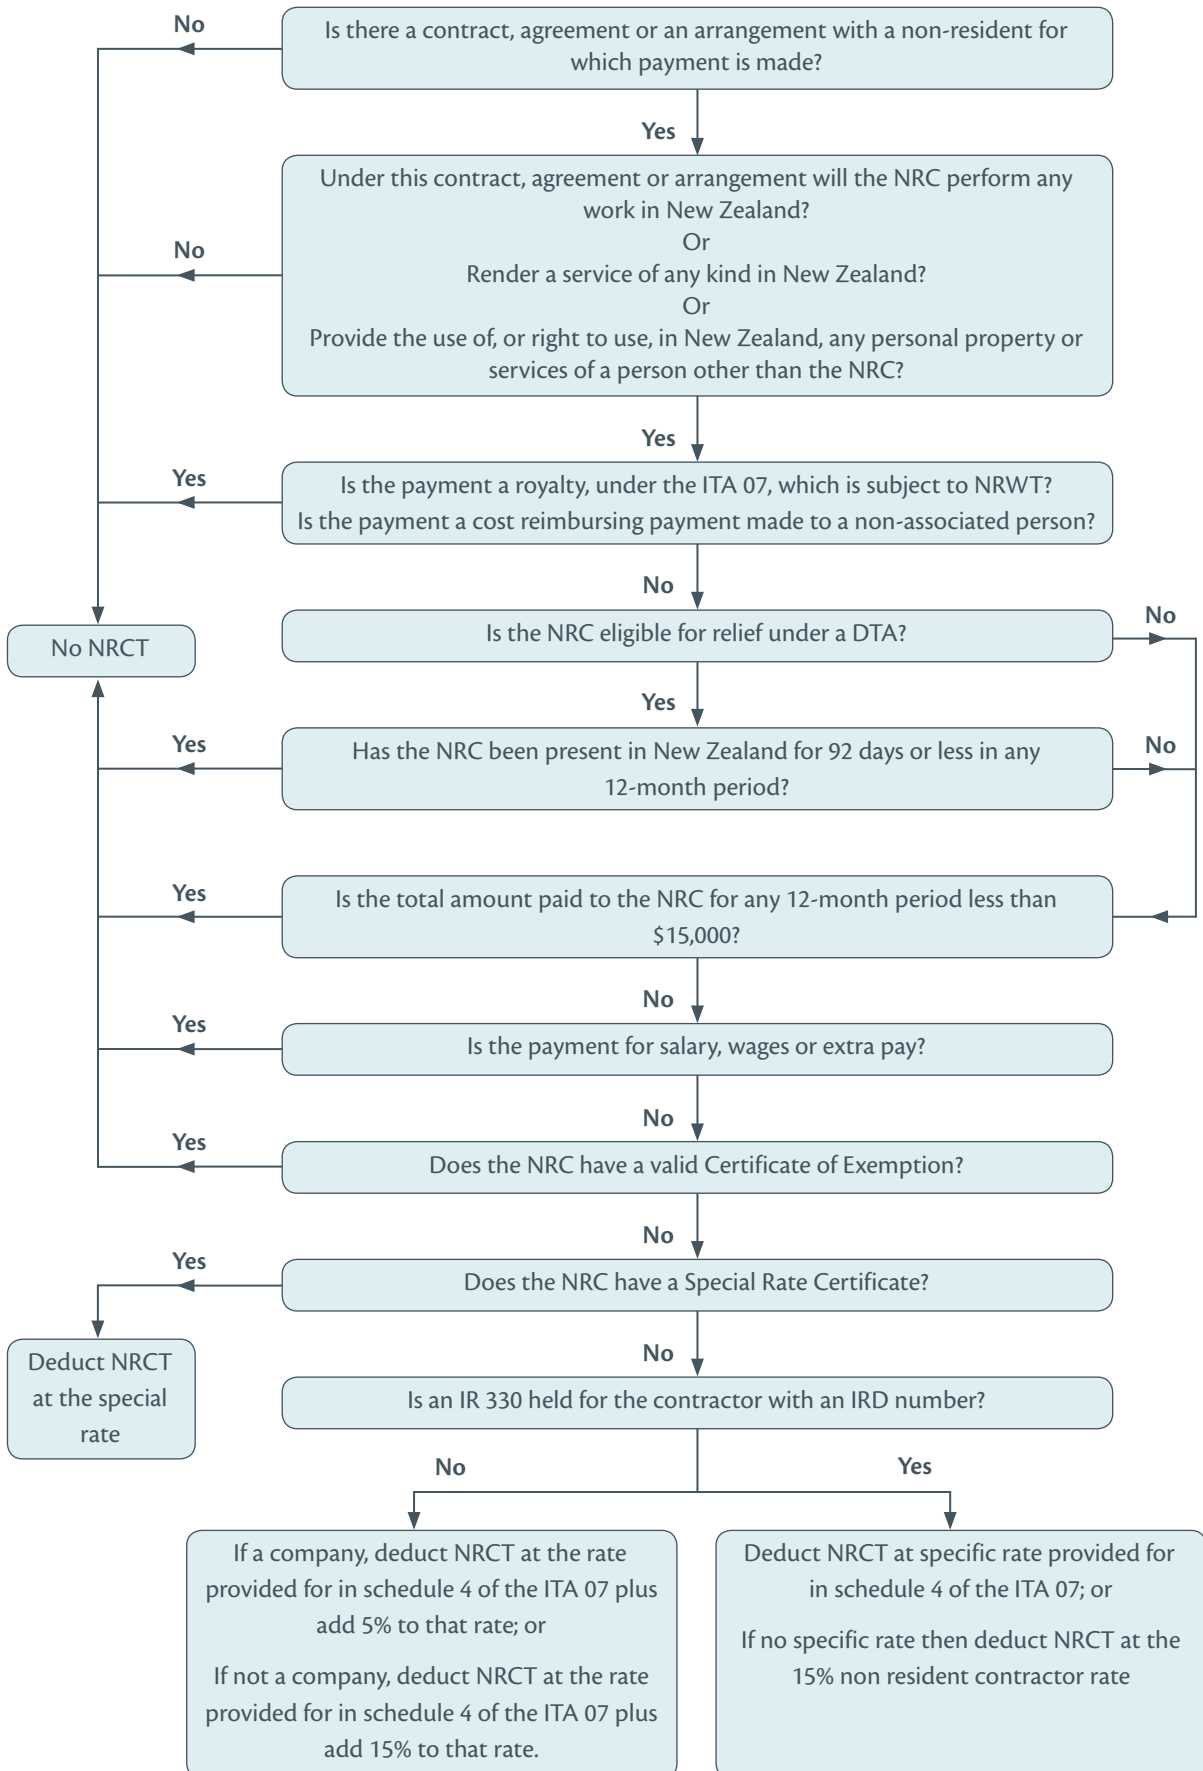 No
Is there a contract, agreement or an arrangement with a non-resident for
which payment is made?
Yes
Under this contract, agreement or arrangement will the NRC perform any
work in New Zealand?
Or
No
Render a service of any kind in New Zealand?
Or
Provide the use of, or right to use, in New Zealand, any personal property or
services of a person other than the NRC?
Yes
Yes
Is the payment a royalty, under the ITA 07, which is subject to NRWT?
Is the payment a cost reimbursing payment made to a non-associated person?
No
No NRCT
Is the NRC eligible for relief under a DTA?
No
Yes
Yes
Has the NRC been present in New Zealand for 92 days or less in any
12-month period?
No
Yes
Is the total amount paid to the NRC for any 12-month period less than
$15,000?
No
Yes
Is the payment for salary, wages or extra pay?
No
Yes
Does the NRC have a valid Certificate of Exemption?
No
Yes
Does the NRC have a Special Rate Certificate?
Deduct NRCT
at the special
rate
No
Is an IR 330 held for the contractor with an IRD number?
No
Yes
If a company, deduct NRCT at the rate
provided for in schedule 4 of the ITA 07 plus
add 5% to that rate; or
If not a company, deduct NRCT at the rate
provided for in schedule 4 of the ITA 07 plus
add 15% to that rate.
Deduct NRCT at specific rate provided for
in schedule 4 of the ITA 07; or
If no specific rate then deduct NRCT at the
15% non resident contractor rate